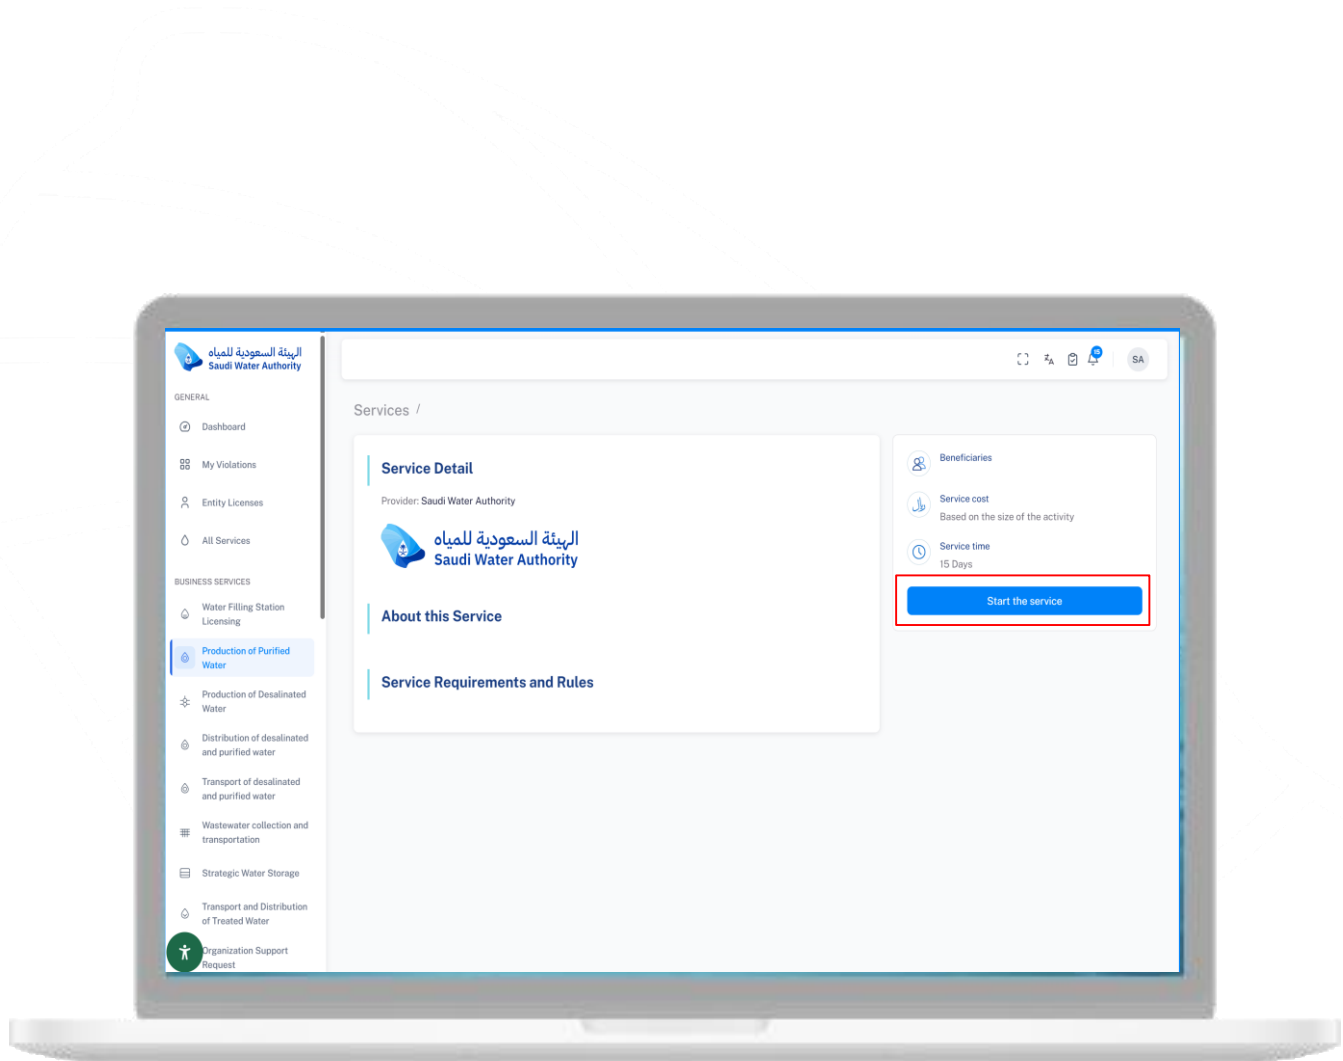 الهيئة السعودية للمياه
Saudi Water Authority
GENERAL
Dashboard
My Violations
Entity Licenses
All Services
BUSINESS SERVICES
Water Filling Station
Licensing
Production of Purified
Water
Production of Desalinated
Water
Distribution of desalinated
and purified water
Transport of desalinated
and purified water
Wastewater collection and
transportation
Strategic Water Storage
Transport and Distribution
of Treated Water
Organization Support
Request
15
SA
Services /
Service Detail
Provider: Saudi Water Authority
الهيئة السعودية للمياه
Saudi Water Authority
About this Service
Service Requirements and Rules
Beneficiaries
ريال
Service cost
Based on the size of the activity
Service time
15 Days
Start the service